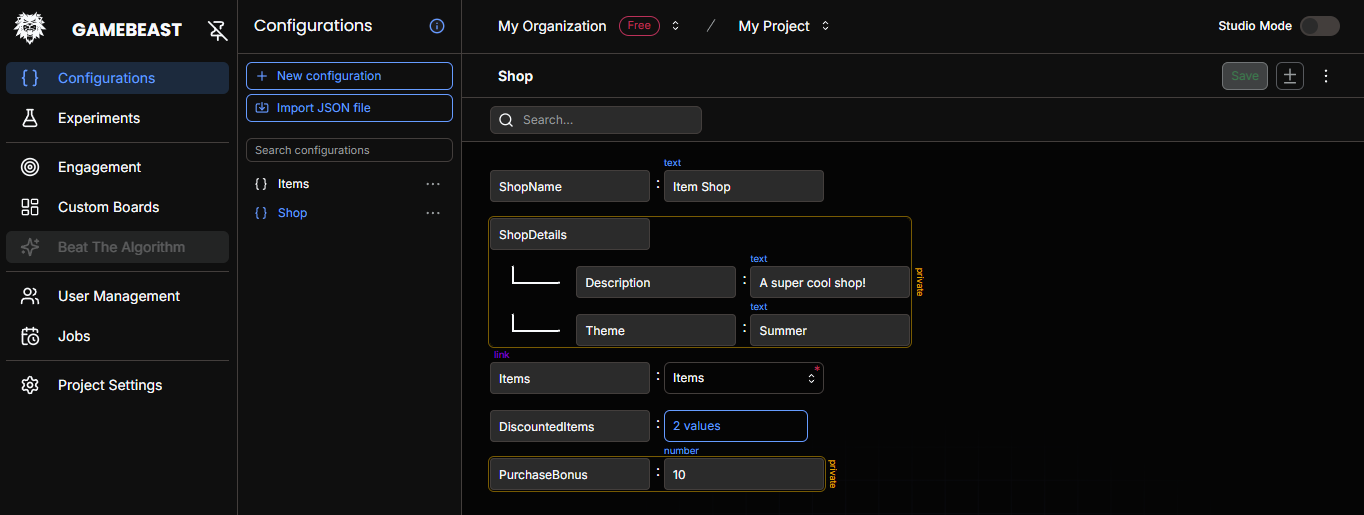 GAMEBEAST
Configurations
Experiments
Engagement
Custom Boards
Beat The Algorithm
User Management
Jobs
Project Settings
Configurations
New configuration
Import JSON file
Search configurations
Items
Shop
My Organization Free / My Project
Studio Mode
Shop
Save
Search...
text
ShopName : Item Shop
ShopDetails
text
Description : A super cool shop!
text
Theme : Summer
private
link
Items : Items *
DiscountedItems : 2 values
number
PurchaseBonus : 10
private